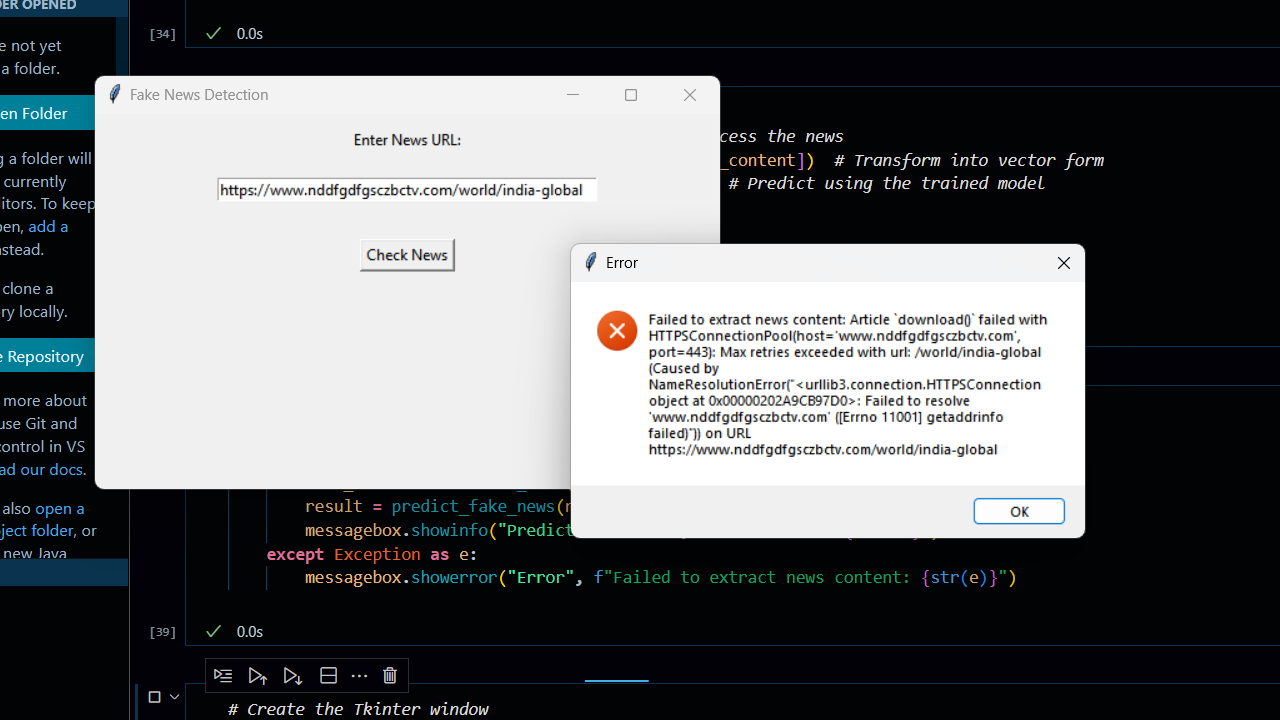 DER OPENED
e not yet
a folder.
en Folder
g a folder will
currently
itors. To keep
pen, add a
nstead.
clone a
ry locally.
e Repository
more about
use Git and
control in VS
ad our docs.
also open a
ject folder, or
new Java
[34]
0.0s
cess the news
_content]) # Transform into vector form
# Predict using the trained model
Fake News Detection
Enter News URL:
https://www.nddfgdfgsczbctv.com/world/india-global
Check News
Error
Failed to extract news content: Article `download()` failed with
HTTPSConnectionPool(host='www.nddfgdfgsczbctv.com',
port=443): Max retries exceeded with url: /world/india-global
(Caused by
NameResolutionError("<urllib3.connection.HTTPSConnection
object at 0x00000202A9CB97D0>: Failed to resolve
'www.nddfgdfgsczbctv.com' ([Errno 11001] getaddrinfo
failed)")) on URL
https://www.nddfgdfgsczbctv.com/world/india-global
OK
result = predict_fake_news(
messagebox.showinfo("Predict
except Exception as e:
messagebox.showerror("Error", f"Failed to extract news content: {str(e)}")
[39]
0.0s
# Create the Tkinter window